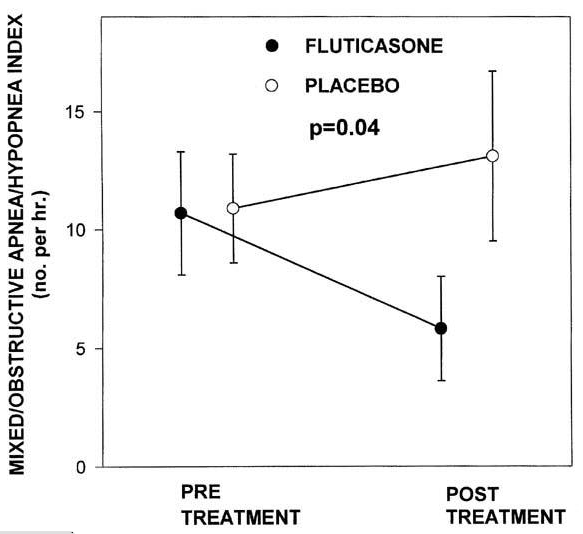 MIXED/OBSTRUCTIVE APNEA/HYPOPNEA INDEX
(no. per hr.)
FLUTICASONE
PLACEBO
p=0.04
15
10
5
0
PRE
TREATMENT
POST
TREATMENT